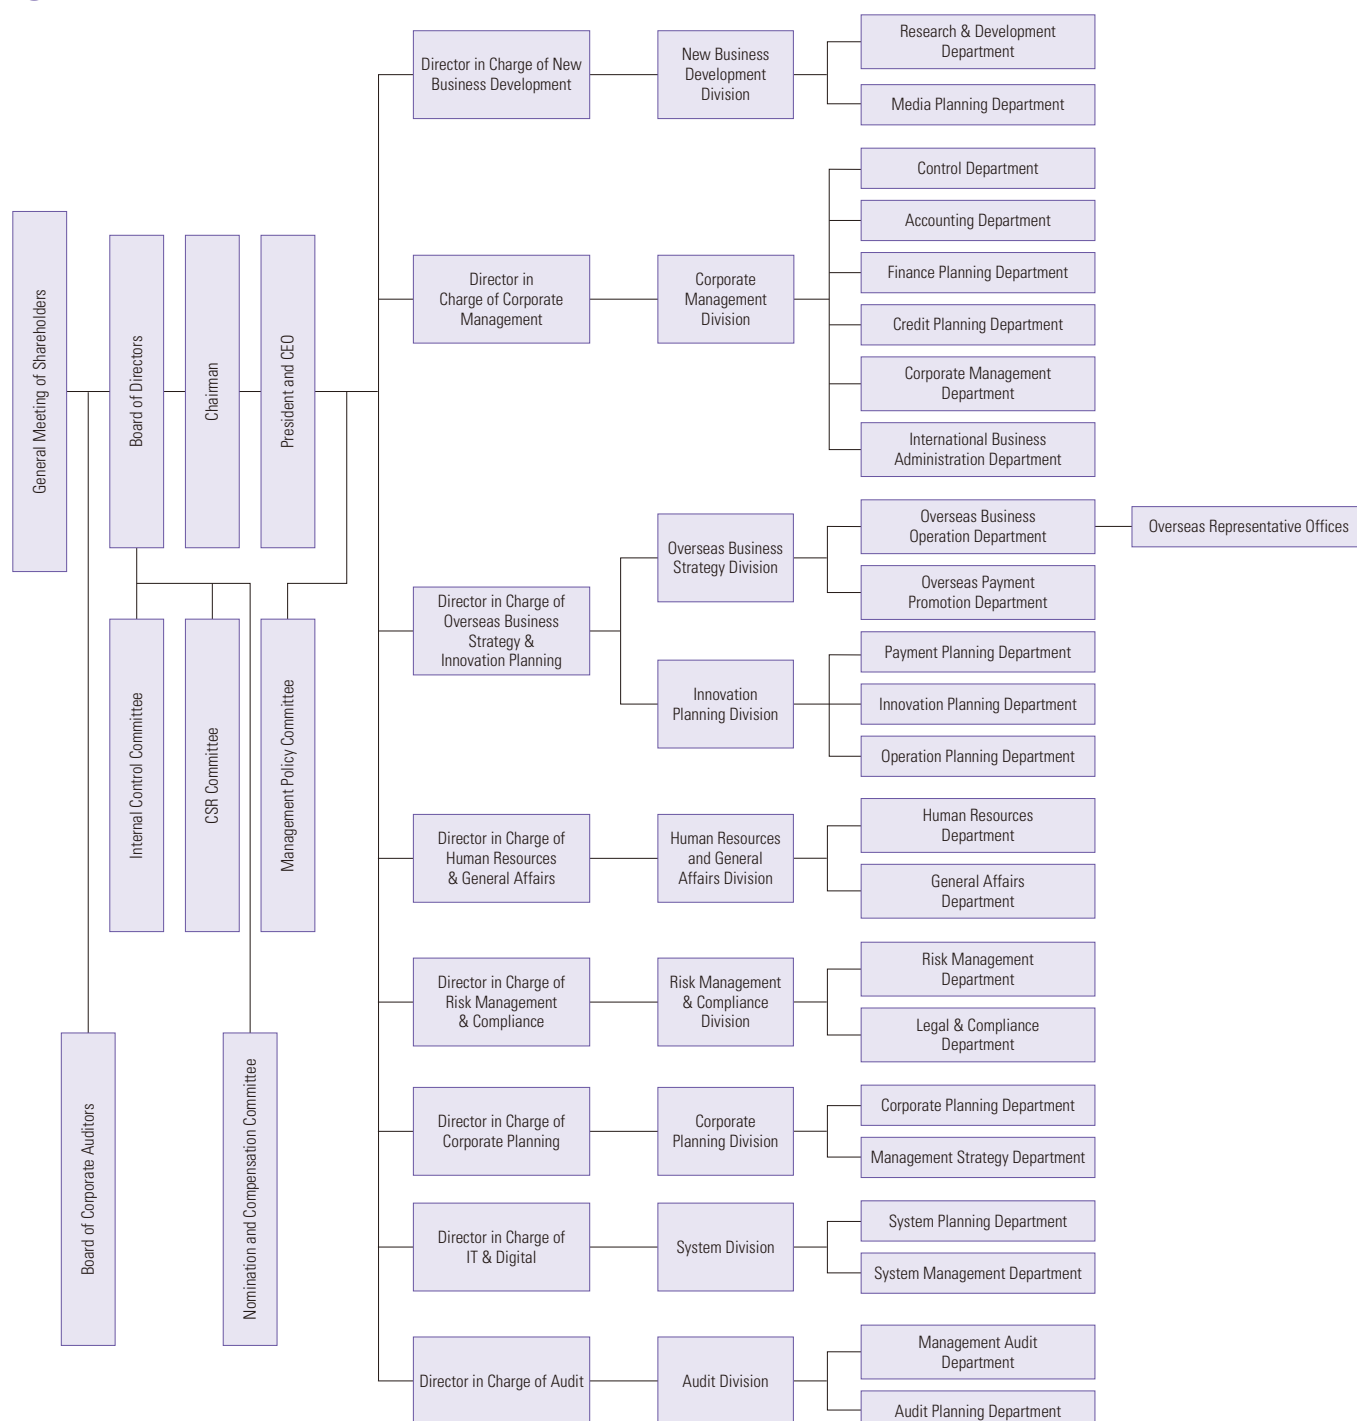 General Meeting of Shareholders
Board of Directors
Chairman
President and CEO
Internal Control Committee
CSR Committee
Management Policy Committee
Board of Corporate Auditors
Nomination and Compensation Committee
Director in Charge of New
Business Development
New Business
Development
Division
Research & Development
Department
Media Planning Department
Director in
Charge of Corporate
Management
Corporate
Management
Division
Control Department
Accounting Department
Finance Planning Department
Credit Planning Department
Corporate Management
Department
International Business
Administration Department
Director in Charge of
Overseas Business
Strategy &
Innovation Planning
Overseas Business
Strategy Division
Overseas Business
Operation Department
Overseas Representative Offices
Overseas Payment
Promotion Department
Innovation
Planning Division
Payment Planning Department
Innovation Planning Department
Operation Planning Department
Director in Charge of
Human Resources
& General Affairs
Human Resources
and General
Affairs Division
Human Resources
Department
General Affairs
Department
Director in Charge of
Risk Management
& Compliance
Risk Management
& Compliance
Division
Risk Management
Department
Legal & Compliance
Department
Director in Charge of
Corporate Planning
Corporate
Planning Division
Corporate Planning Department
Management Strategy Department
Director in Charge of
IT & Digital
System Division
System Planning Department
System Management Department
Director in Charge of Audit
Audit Division
Management Audit
Department
Audit Planning Department